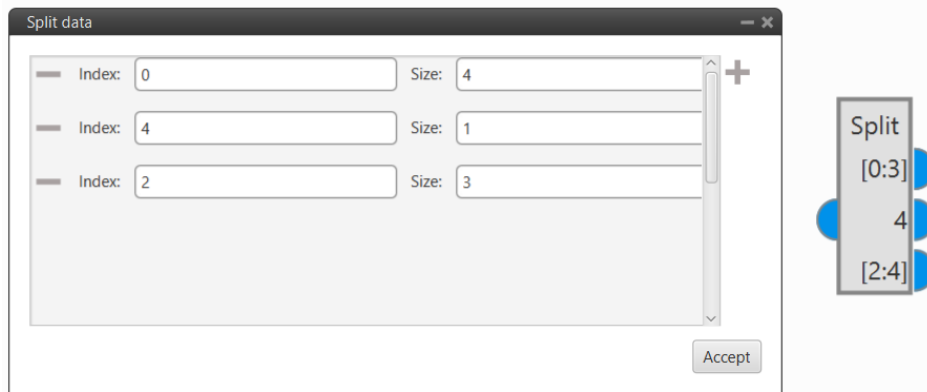 Split data
Index: 0 Size: 4
Index: 4 Size: 1
Index: 2 Size: 3
Accept
Split
[0:3]
4
[2:4]